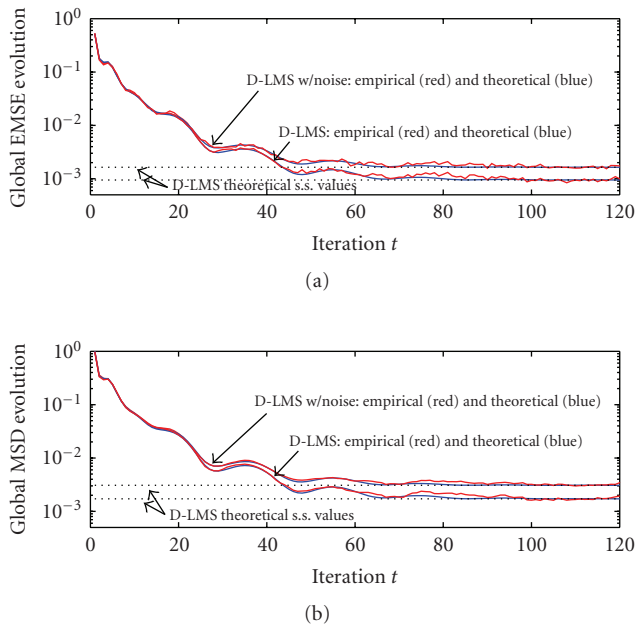 Global EMSE evolution
10^0
10^-1
10^-2
10^-3
D-LMS w/noise: empirical (red) and theoretical (blue)
D-LMS: empirical (red) and theoretical (blue)
D-LMS theoretical s.s. values
0 20 40 60 80 100 120
Iteration t
(a)
Global MSD evolution
10^0
10^-1
10^-2
10^-3
D-LMS w/noise: empirical (red) and theoretical (blue)
D-LMS: empirical (red) and theoretical (blue)
D-LMS theoretical s.s. values
0 20 40 60 80 100 120
Iteration t
(b)